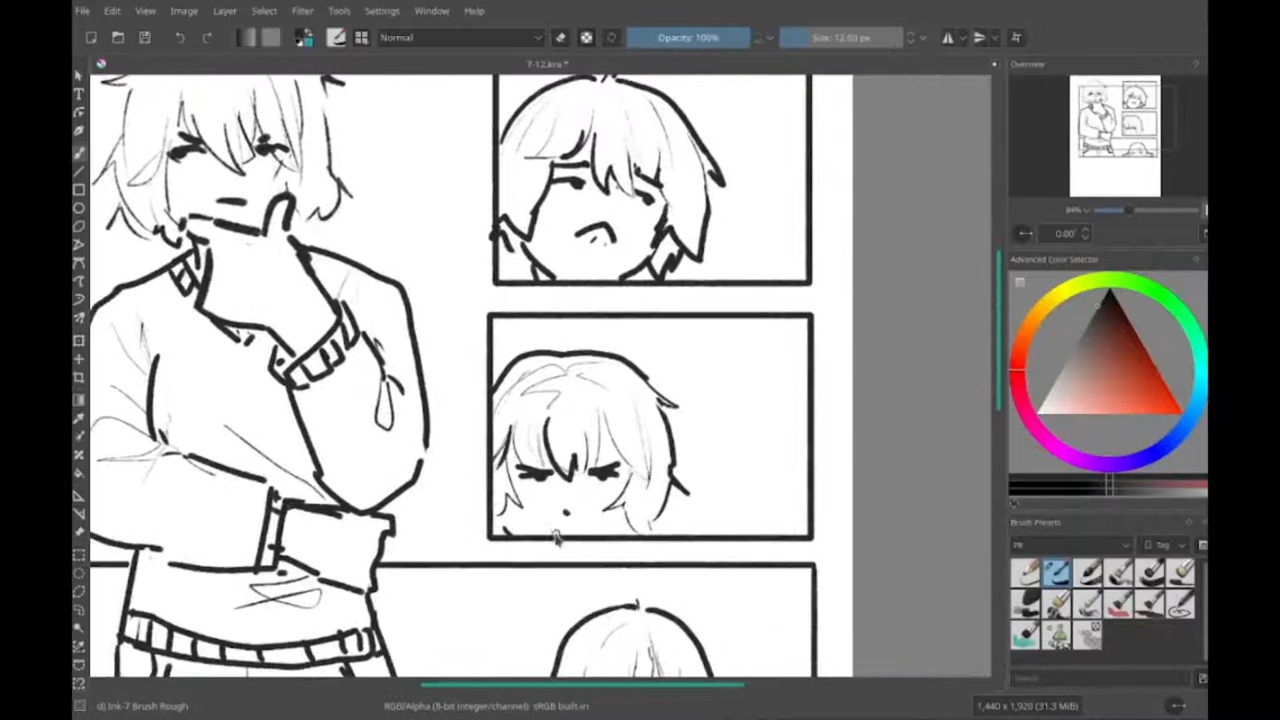 File Edit View Image Layer Select Filter Tools Settings Window Help
Normal Opacity: 100% Size: 12.03 px
7-12.kra *
Overview
84%
0.00°
Advanced Color Selector
Brush Presets
Tag
Search
d) Ink-7 Brush Rough RGB/Alpha (8-bit integer/channel) sRGB built-in 1,440 x 1,920 (31.3 MiB)